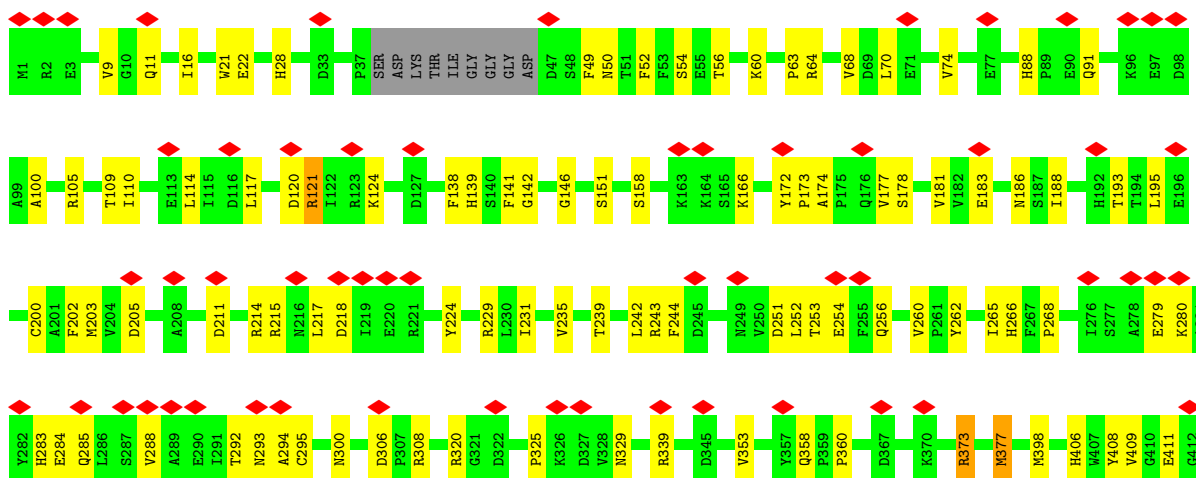 M1 R2 E3 V9 G10 Q11 I16 W21 E22 H28 D33 P37 SER ASP LYS THR ILE GLY GLY GLY ASP D47 S48 F49 N50 T51 F52 F53 S54 E55 T56 K60 P63 R64 V68 D69 L70 E71 V74 E77 H88 P89 E90 Q91 K96 E97 D98
A99 A100 R105 T109 I110 E113 L114 I115 D116 L117 D120 R121 I122 R123 K124 D127 F138 H139 S140 F141 G142 G146 S151 S158 K163 K164 S165 K166 Y172 P173 A174 P175 Q176 V177 S178 V181 V182 E183 N186 S187 I188 H192 T193 T194 L195 E196
C200 A201 F202 M203 V204 D205 A208 D211 R214 R215 N216 L217 D218 I219 E220 R221 Y224 R229 L230 I231 V235 T239 L242 R243 F244 D245 N249 V250 D251 L252 T253 E254 F255 Q256 V260 P261 Y262 I265 H266 F267 P268 I276 S277 A278 E279 K280
Y282 H283 E284 Q285 L286 S287 V288 A289 E290 I291 T292 N293 A294 C295 N300 D306 P307 R308 R320 G321 D322 P325 K326 D327 V328 N329 R339 D345 V353 Y357 Q358 P359 P360 D367 K370 R373 M377 M398 H406 W407 Y408 V409 G410 E411 G412